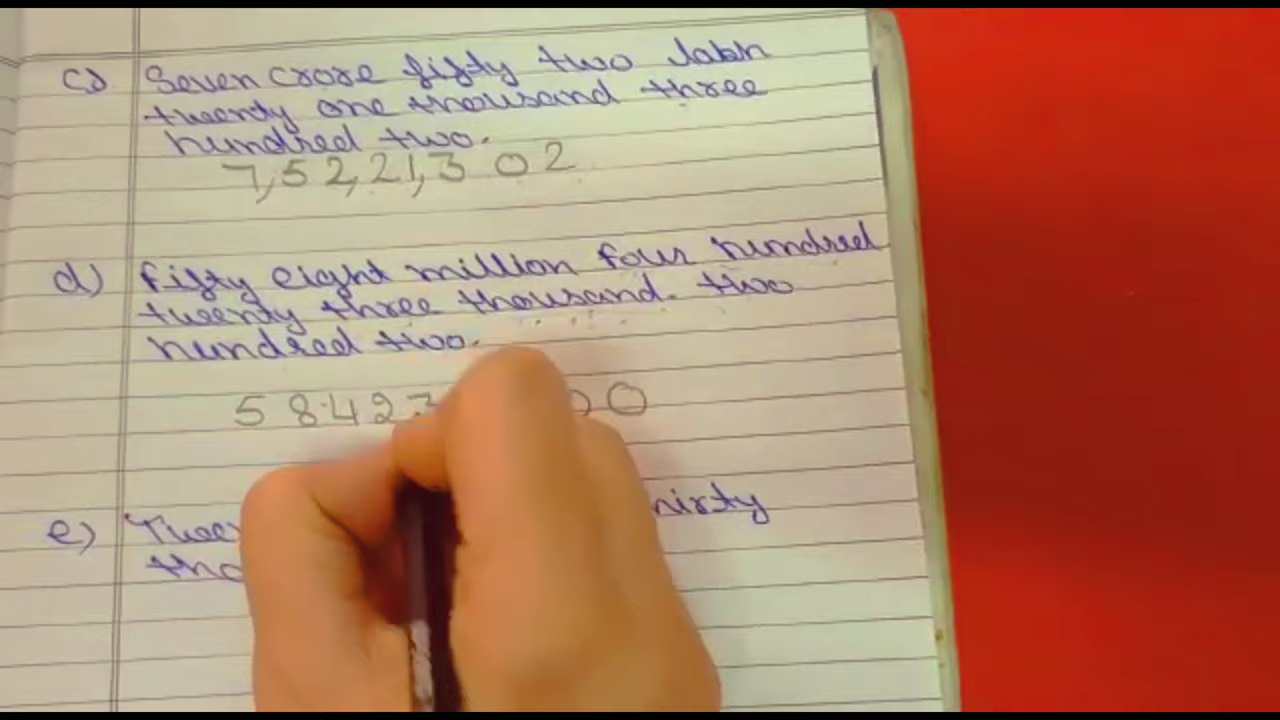 c) Seven crore fifty two lakh
twenty one thousand three
hundred two.
7,52,21,3 0 2
d) fifty eight million four hundred
twenty three thousand. two
hundred two.
5 8 4 2 3 0 0
e)